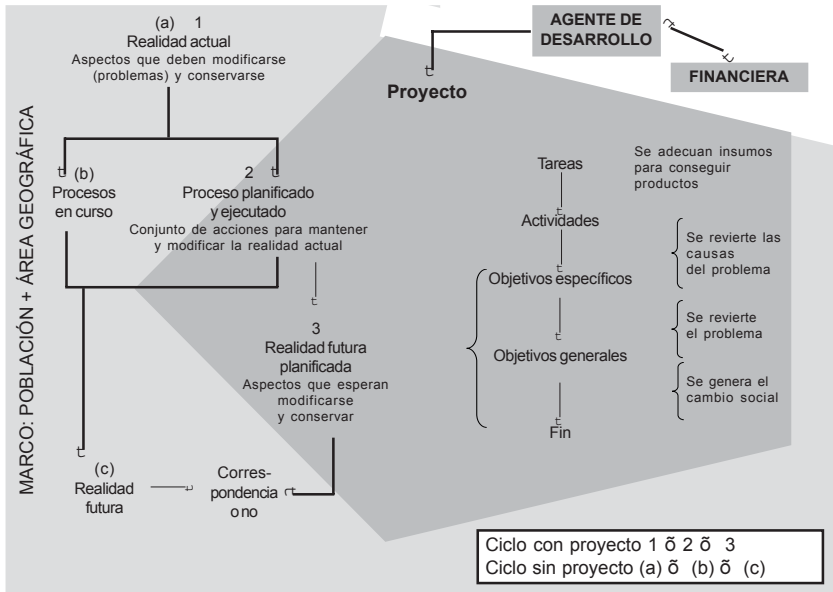 MARCO: POBLACIÓN + ÁREA GEOGRÁFICA
(a) 1
Realidad actual
Aspectos que deben modificarse
(problemas) y conservarse
AGENTE DE
DESARROLLO
FINANCIERA
Proyecto
(b)
Procesos
en curso
2
Proceso planificado
y ejecutado
Conjunto de acciones para mantener
y modificar la realidad actual
3
Realidad futura
planificada
Aspectos que esperan
modificarse
y conservar
(c)
Realidad
futura
Corres-
pondencia
o no
Tareas
Se adecuan insumos
para conseguir
productos
Actividades
Objetivos específicos
Se revierte las
causas
del problema
Objetivos generales
Se revierte
el problema
Fin
Se genera el
cambio social
Ciclo con proyecto 1 õ 2 õ 3
Ciclo sin proyecto (a) õ (b) õ (c)